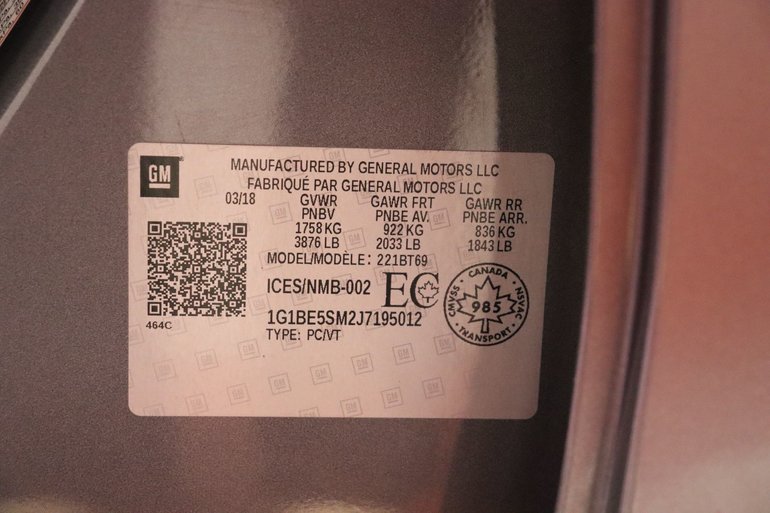 GM
MANUFACTURED BY GENERAL MOTORS LLC
FABRIQUÉ PAR GENERAL MOTORS LLC
03/18 GVWR GAWR FRT GAWR RR
PNBV PNBE AV. PNBE ARR.
1758 KG 922 KG 836 KG
3876 LB 2033 LB 1843 LB
MODEL/MODÈLE: 221BT69
ICES/NMB-002 EC
CANADA
CMVSS 985 NSVAC
TRANSPORT
464C
1G1BE5SM2J7195012
TYPE: PC/VT